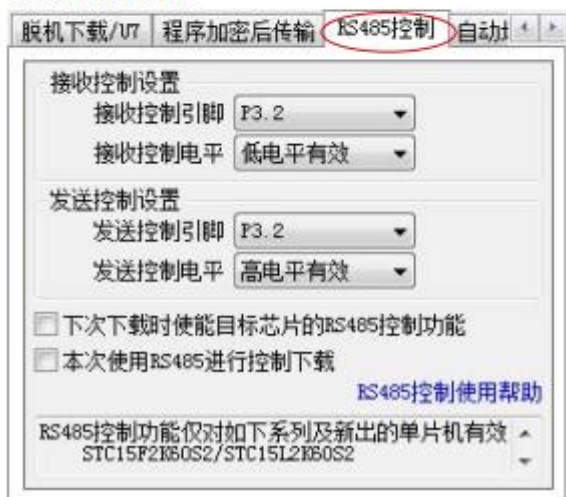 脱机下载/U7 程序加密后传输 RS485控制
接收控制设置
接收控制引脚 P3.2
接收控制电平 低电平有效
发送控制设置
发送控制引脚 P3.2
发送控制电平 高电平有效
下次下载时使能目标芯片的RS485控制功能
本次使用RS485进行控制下载
RS485控制使用帮助
RS485控制功能仅对如下系列及新出的单片机有效
STC15F2K60S2/STC15L2K60S2